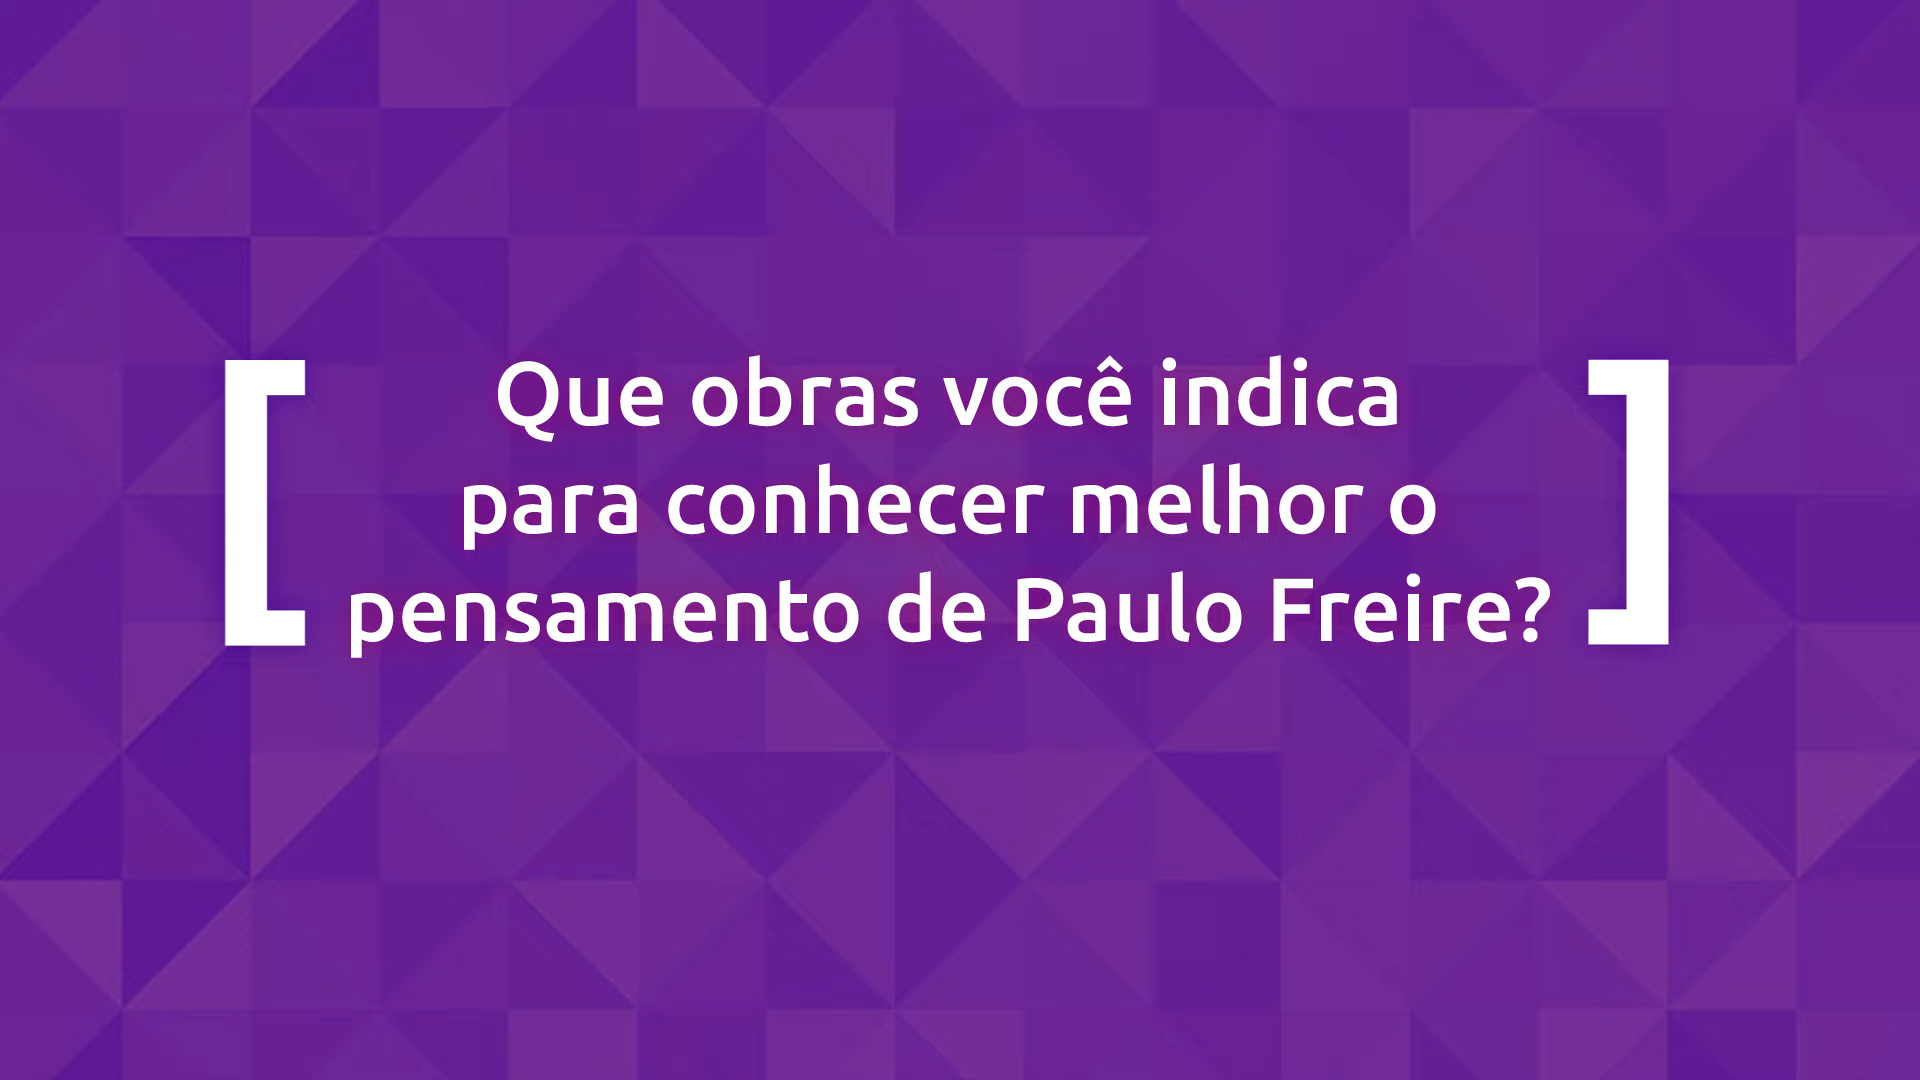 [Que obras você indica
para conhecer melhor o
pensamento de Paulo Freire?]